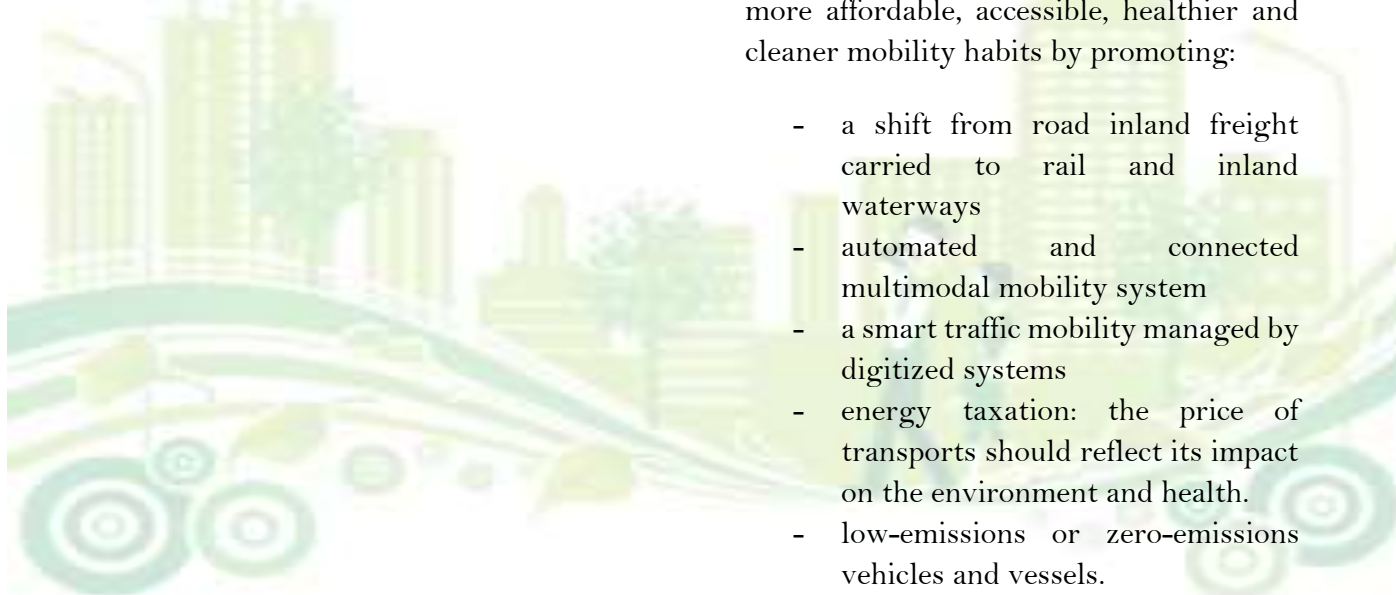 more affordable, accessible, healthier and
cleaner mobility habits by promoting:
- a shift from road inland freight
carried to rail and inland
waterways
- automated and connected
multimodal mobility system
- a smart traffic mobility managed by
digitized systems
- energy taxation: the price of
transports should reflect its impact
on the environment and health.
- low-emissions or zero-emissions
vehicles and vessels.